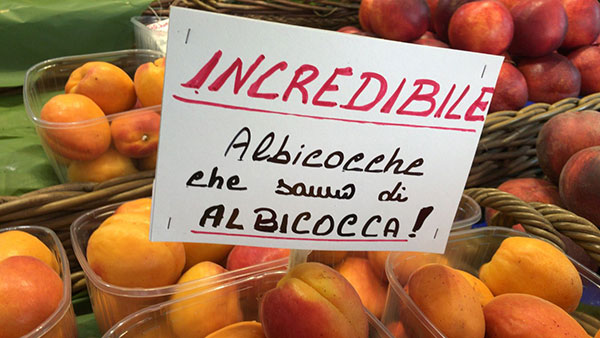 INCREDIBILE
Albicocche
che sanno di
ALBICOCCA!